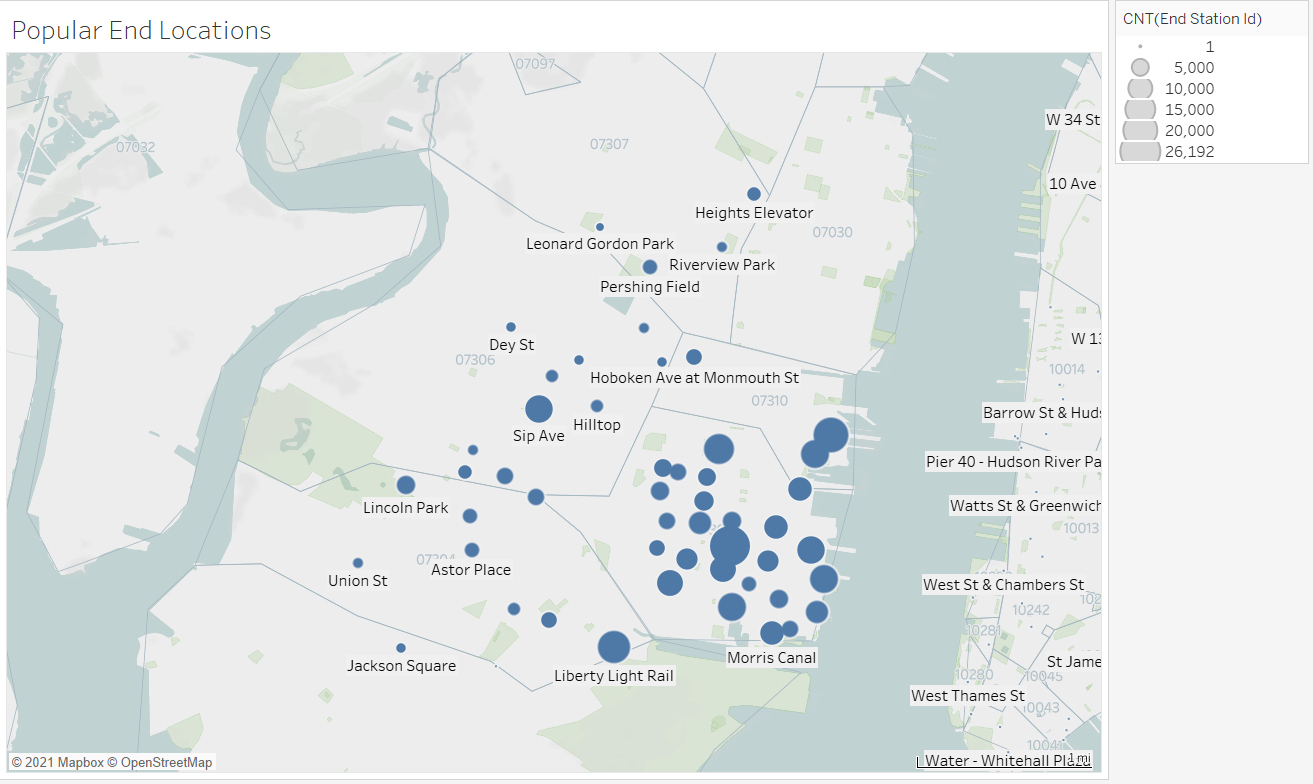 Popular End Locations
CNT(End Station Id)
1
5,000
10,000
15,000
20,000
26,192
07097
W 34 St
07032
07307
10 Ave
Heights Elevator
07030
Leonard Gordon Park
Riverview Park
Pershing Field
Dey St
W 13
07306
10014
Hoboken Ave at Monmouth St
07310
Barrow St & Huds
Hilltop
Sip Ave
Pier 40 - Hudson River Pa
Lincoln Park
Watts St & Greenwich
10013
07304
Astor Place
Union St
West St & Chambers St
10242
10281
Jackson Square
Morris Canal
St Jame
Liberty Light Rail
10280
10045
West Thames St
10043
Water - Whitehall Plaza
1 mi
© 2021 Mapbox © OpenStreetMap